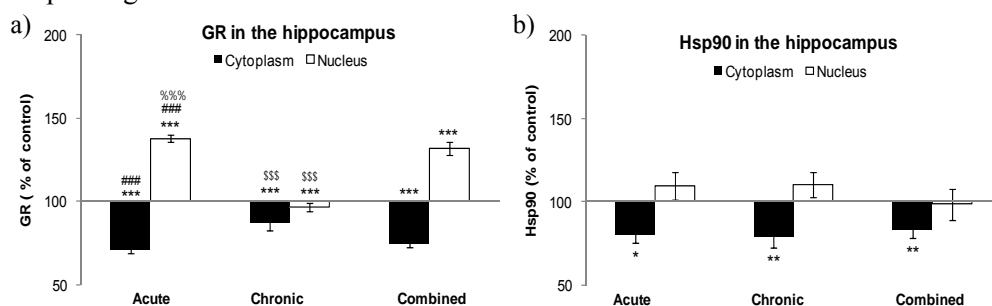 a)
GR in the hippocampus
■ Cytoplasm □ Nucleus
GR ( % of control)
200
150
100
50
###
***
%%%
###
***
$$$
***
$$$
***
***
***
Acute Chronic Combined
b)
Hsp90 in the hippocampus
■ Cytoplasm □ Nucleus
Hsp90 (% of control)
200
150
100
50
*
**
**
Acute Chronic Combined